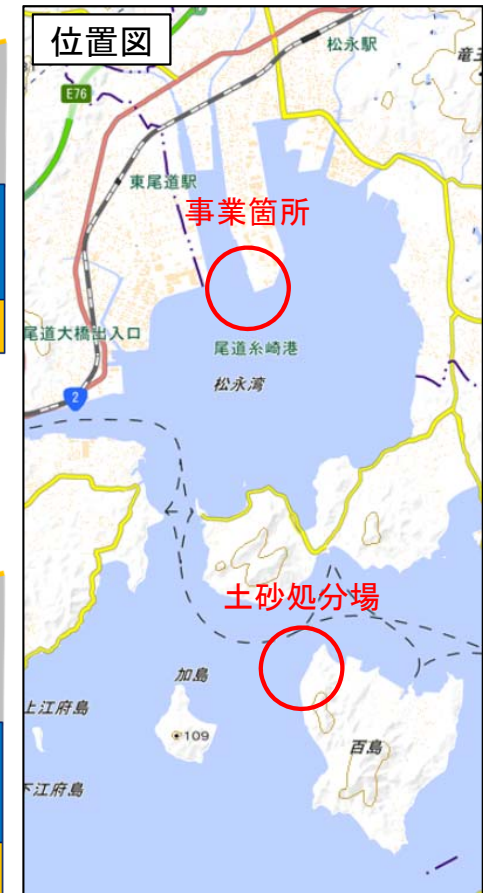 位置図
松永駅
竜王
E76
東尾道駅
事業箇所
尾道大橋出入口
尾道糸崎港
松永湾
2
土砂処分場
加島
上江府島
109
百島
下江府島